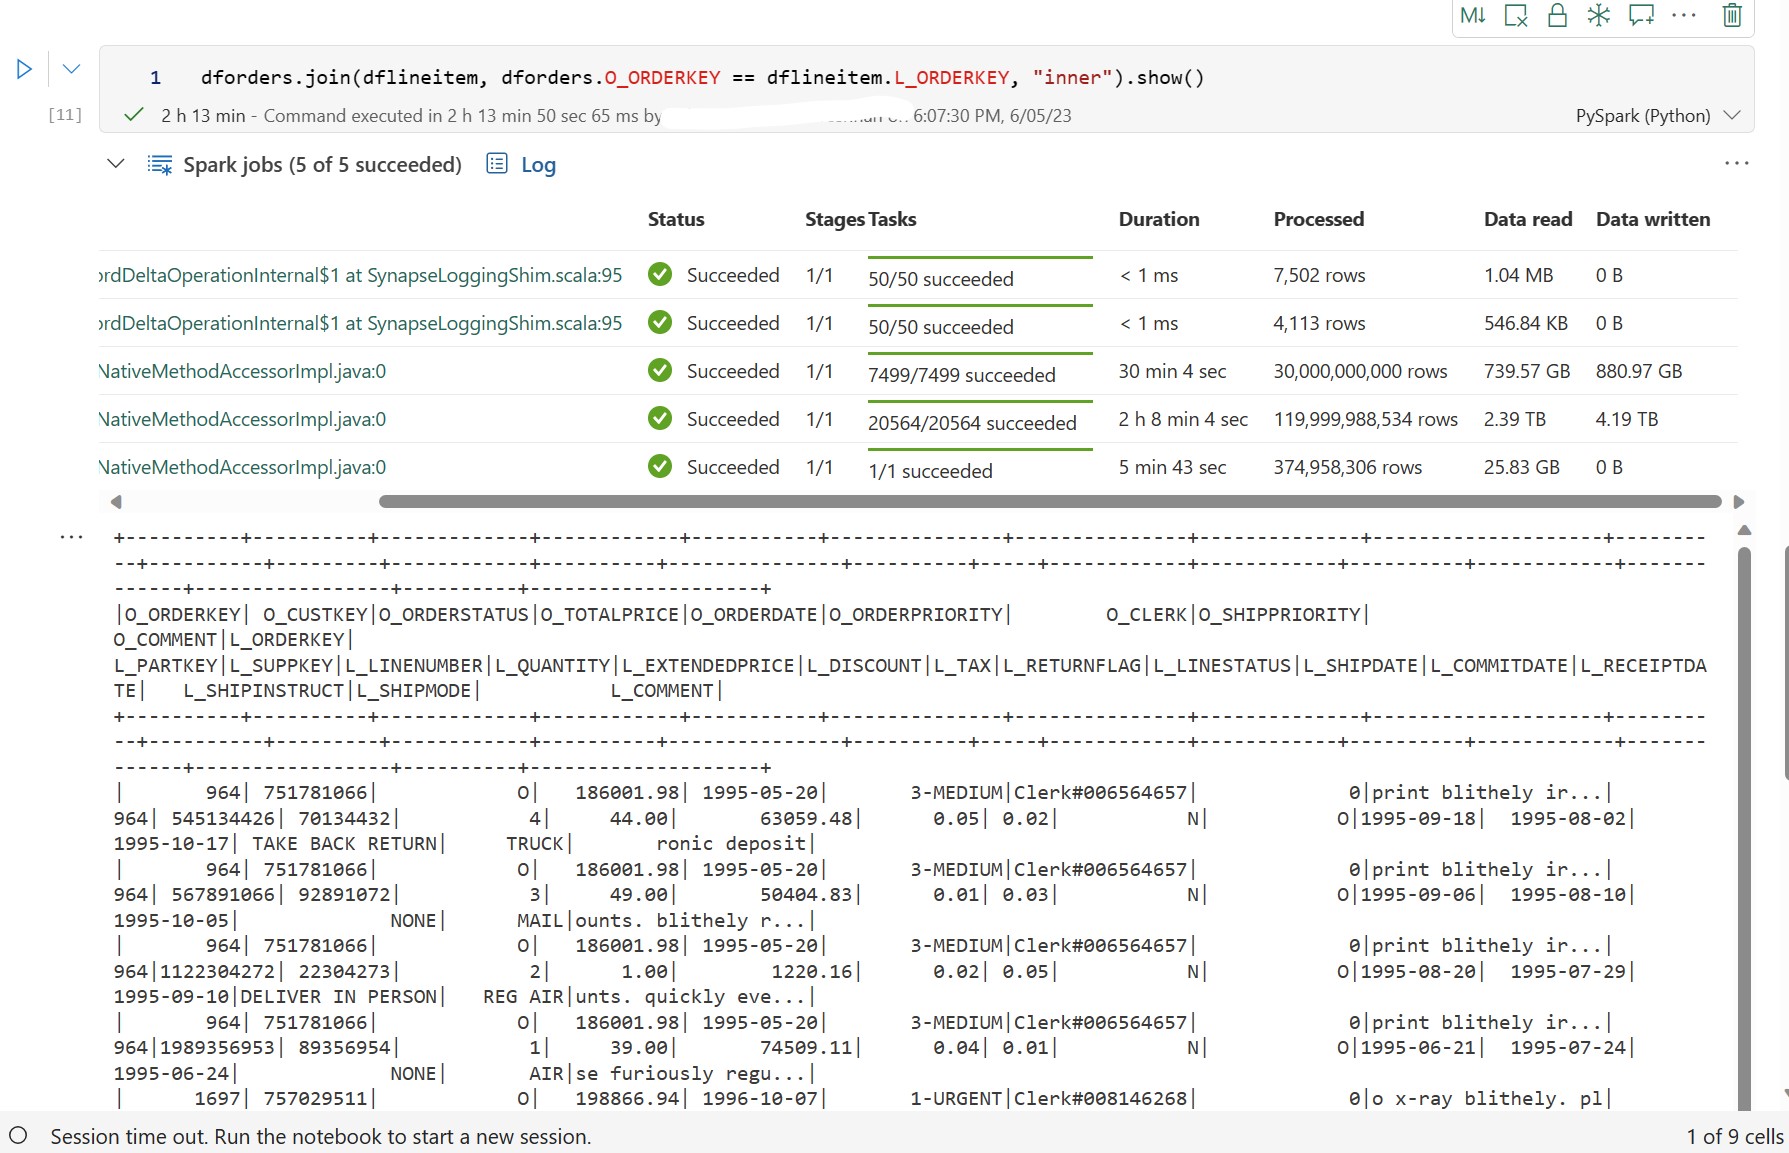 M↓
1 dforders.join(dflineitem, dforders.O_ORDERKEY == dflineitem.L_ORDERKEY, "inner").show()
[11] 2 h 13 min - Command executed in 2 h 13 min 50 sec 65 ms by 6:07:30 PM, 6/05/23 PySpark (Python)
Spark jobs (5 of 5 succeeded) Log
Status Stages Tasks Duration Processed Data read Data written
ordDeltaOperationInternal$1 at SynapseLoggingShim.scala:95 Succeeded 1/1 50/50 succeeded < 1 ms 7,502 rows 1.04 MB 0 B
ordDeltaOperationInternal$1 at SynapseLoggingShim.scala:95 Succeeded 1/1 50/50 succeeded < 1 ms 4,113 rows 546.84 KB 0 B
NativeMethodAccessorImpl.java:0 Succeeded 1/1 7499/7499 succeeded 30 min 4 sec 30,000,000,000 rows 739.57 GB 880.97 GB
NativeMethodAccessorImpl.java:0 Succeeded 1/1 20564/20564 succeeded 2 h 8 min 4 sec 119,999,988,534 rows 2.39 TB 4.19 TB
NativeMethodAccessorImpl.java:0 Succeeded 1/1 1/1 succeeded 5 min 43 sec 374,958,306 rows 25.83 GB 0 B
+----------+----------+-------------+------------+-----------+---------------+---------------+-------------+--------------------+--------
--+----------+---------+------------+----------+---------------+----------+-----+------------+------------+----------+------------+-------
------+-----------------+----------+--------------------+
|O_ORDERKEY| O_CUSTKEY|O_ORDERSTATUS|O_TOTALPRICE|O_ORDERDATE|O_ORDERPRIORITY| O_CLERK|O_SHIPPRIORITY|
O_COMMENT|L_ORDERKEY|
L_PARTKEY|L_SUPPKEY|L_LINENUMBER|L_QUANTITY|L_EXTENDEDPRICE|L_DISCOUNT|L_TAX|L_RETURNFLAG|L_LINESTATUS|L_SHIPDATE|L_COMMITDATE|L_RECEIPTDA
TE| L_SHIPINSTRUCT|L_SHIPMODE| L_COMMENT|
+----------+----------+-------------+------------+-----------+---------------+---------------+-------------+--------------------+--------
--+----------+---------+------------+----------+---------------+----------+-----+------------+------------+----------+------------+-------
------+-----------------+----------+--------------------+
| 964| 751781066| O| 186001.98| 1995-05-20| 3-MEDIUM|Clerk#006564657| 0|print blithely ir...|
964| 545134426| 70134432| 4| 44.00| 63059.48| 0.05| 0.02| N| O|1995-09-18| 1995-08-02|
1995-10-17| TAKE BACK RETURN| TRUCK| ronic deposit|
| 964| 751781066| O| 186001.98| 1995-05-20| 3-MEDIUM|Clerk#006564657| 0|print blithely ir...|
964| 567891066| 92891072| 3| 49.00| 50404.83| 0.01| 0.03| N| O|1995-09-06| 1995-08-10|
1995-10-05| NONE| MAIL|ounts. blithely r...|
| 964| 751781066| O| 186001.98| 1995-05-20| 3-MEDIUM|Clerk#006564657| 0|print blithely ir...|
964|1122304272| 22304273| 2| 1.00| 1220.16| 0.02| 0.05| N| O|1995-08-20| 1995-07-29|
1995-09-10|DELIVER IN PERSON| REG AIR|unts. quickly eve...|
| 964| 751781066| O| 186001.98| 1995-05-20| 3-MEDIUM|Clerk#006564657| 0|print blithely ir...|
964|1989356953| 89356954| 1| 39.00| 74509.11| 0.04| 0.01| N| O|1995-06-21| 1995-07-24|
1995-06-24| NONE| AIR|se furiously regu...|
| 1697| 757029511| O| 198866.94| 1996-10-07| 1-URGENT|Clerk#008146268| 0|o x-ray blithely. pl|
Session time out. Run the notebook to start a new session. 1 of 9 cells